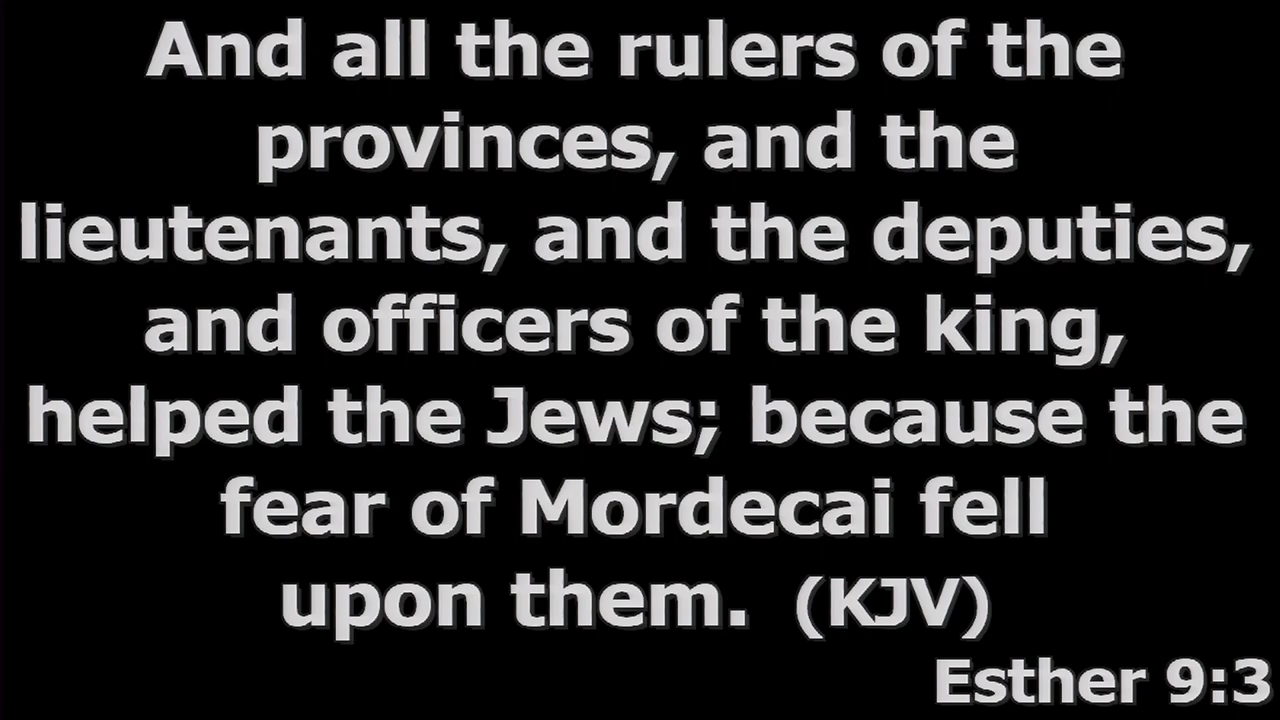 And all the rulers of the
provinces, and the
lieutenants, and the deputies,
and officers of the king,
helped the Jews; because the
fear of Mordecai fell
upon them. (KJV)
Esther 9:3